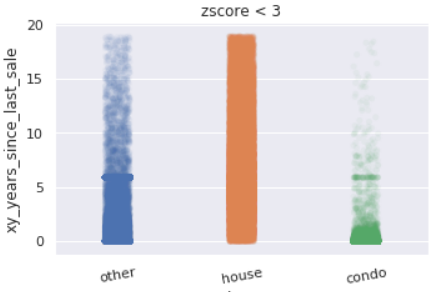 zscore < 3
xy_years_since_last_sale
20
15
10
5
0
other
house
condo